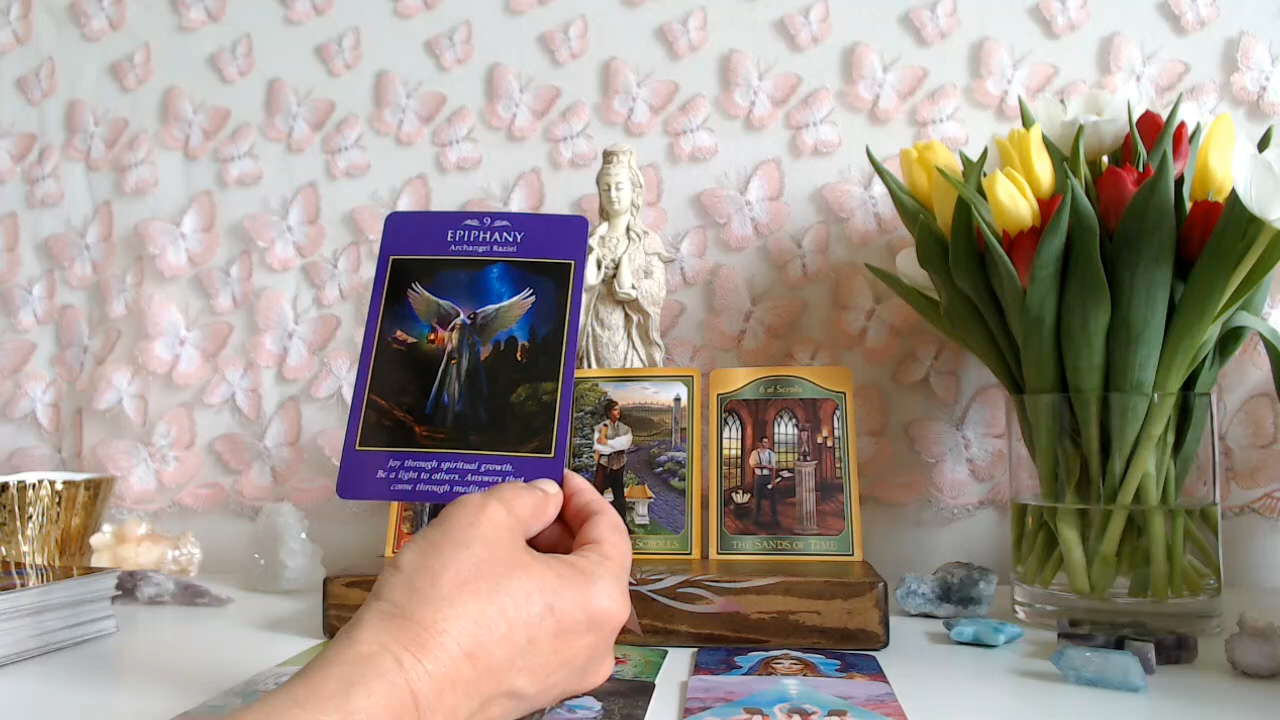 9
EPIPHANY
Archangel Raziel
Joy through spiritual growth.
Be a light to others. Answers that
come through
SCROLLS
6 of Scrolls
THE SANDS OF TIME